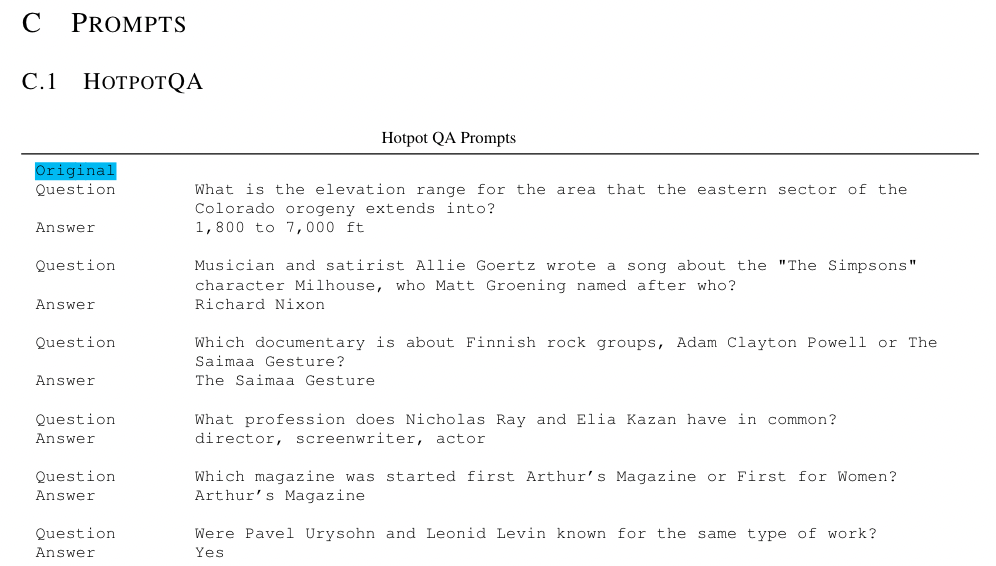 C PROMPTS
C.1 HOTPOTQA
Hotpot QA Prompts
Original
Question What is the elevation range for the area that the eastern sector of the
Colorado orogeny extends into?
Answer 1,800 to 7,000 ft
Question Musician and satirist Allie Goertz wrote a song about the "The Simpsons"
character Milhouse, who Matt Groening named after who?
Answer Richard Nixon
Question Which documentary is about Finnish rock groups, Adam Clayton Powell or The
Saimaa Gesture?
Answer The Saimaa Gesture
Question What profession does Nicholas Ray and Elia Kazan have in common?
Answer director, screenwriter, actor
Question Which magazine was started first Arthur’s Magazine or First for Women?
Answer Arthur’s Magazine
Question Were Pavel Urysohn and Leonid Levin known for the same type of work?
Answer Yes